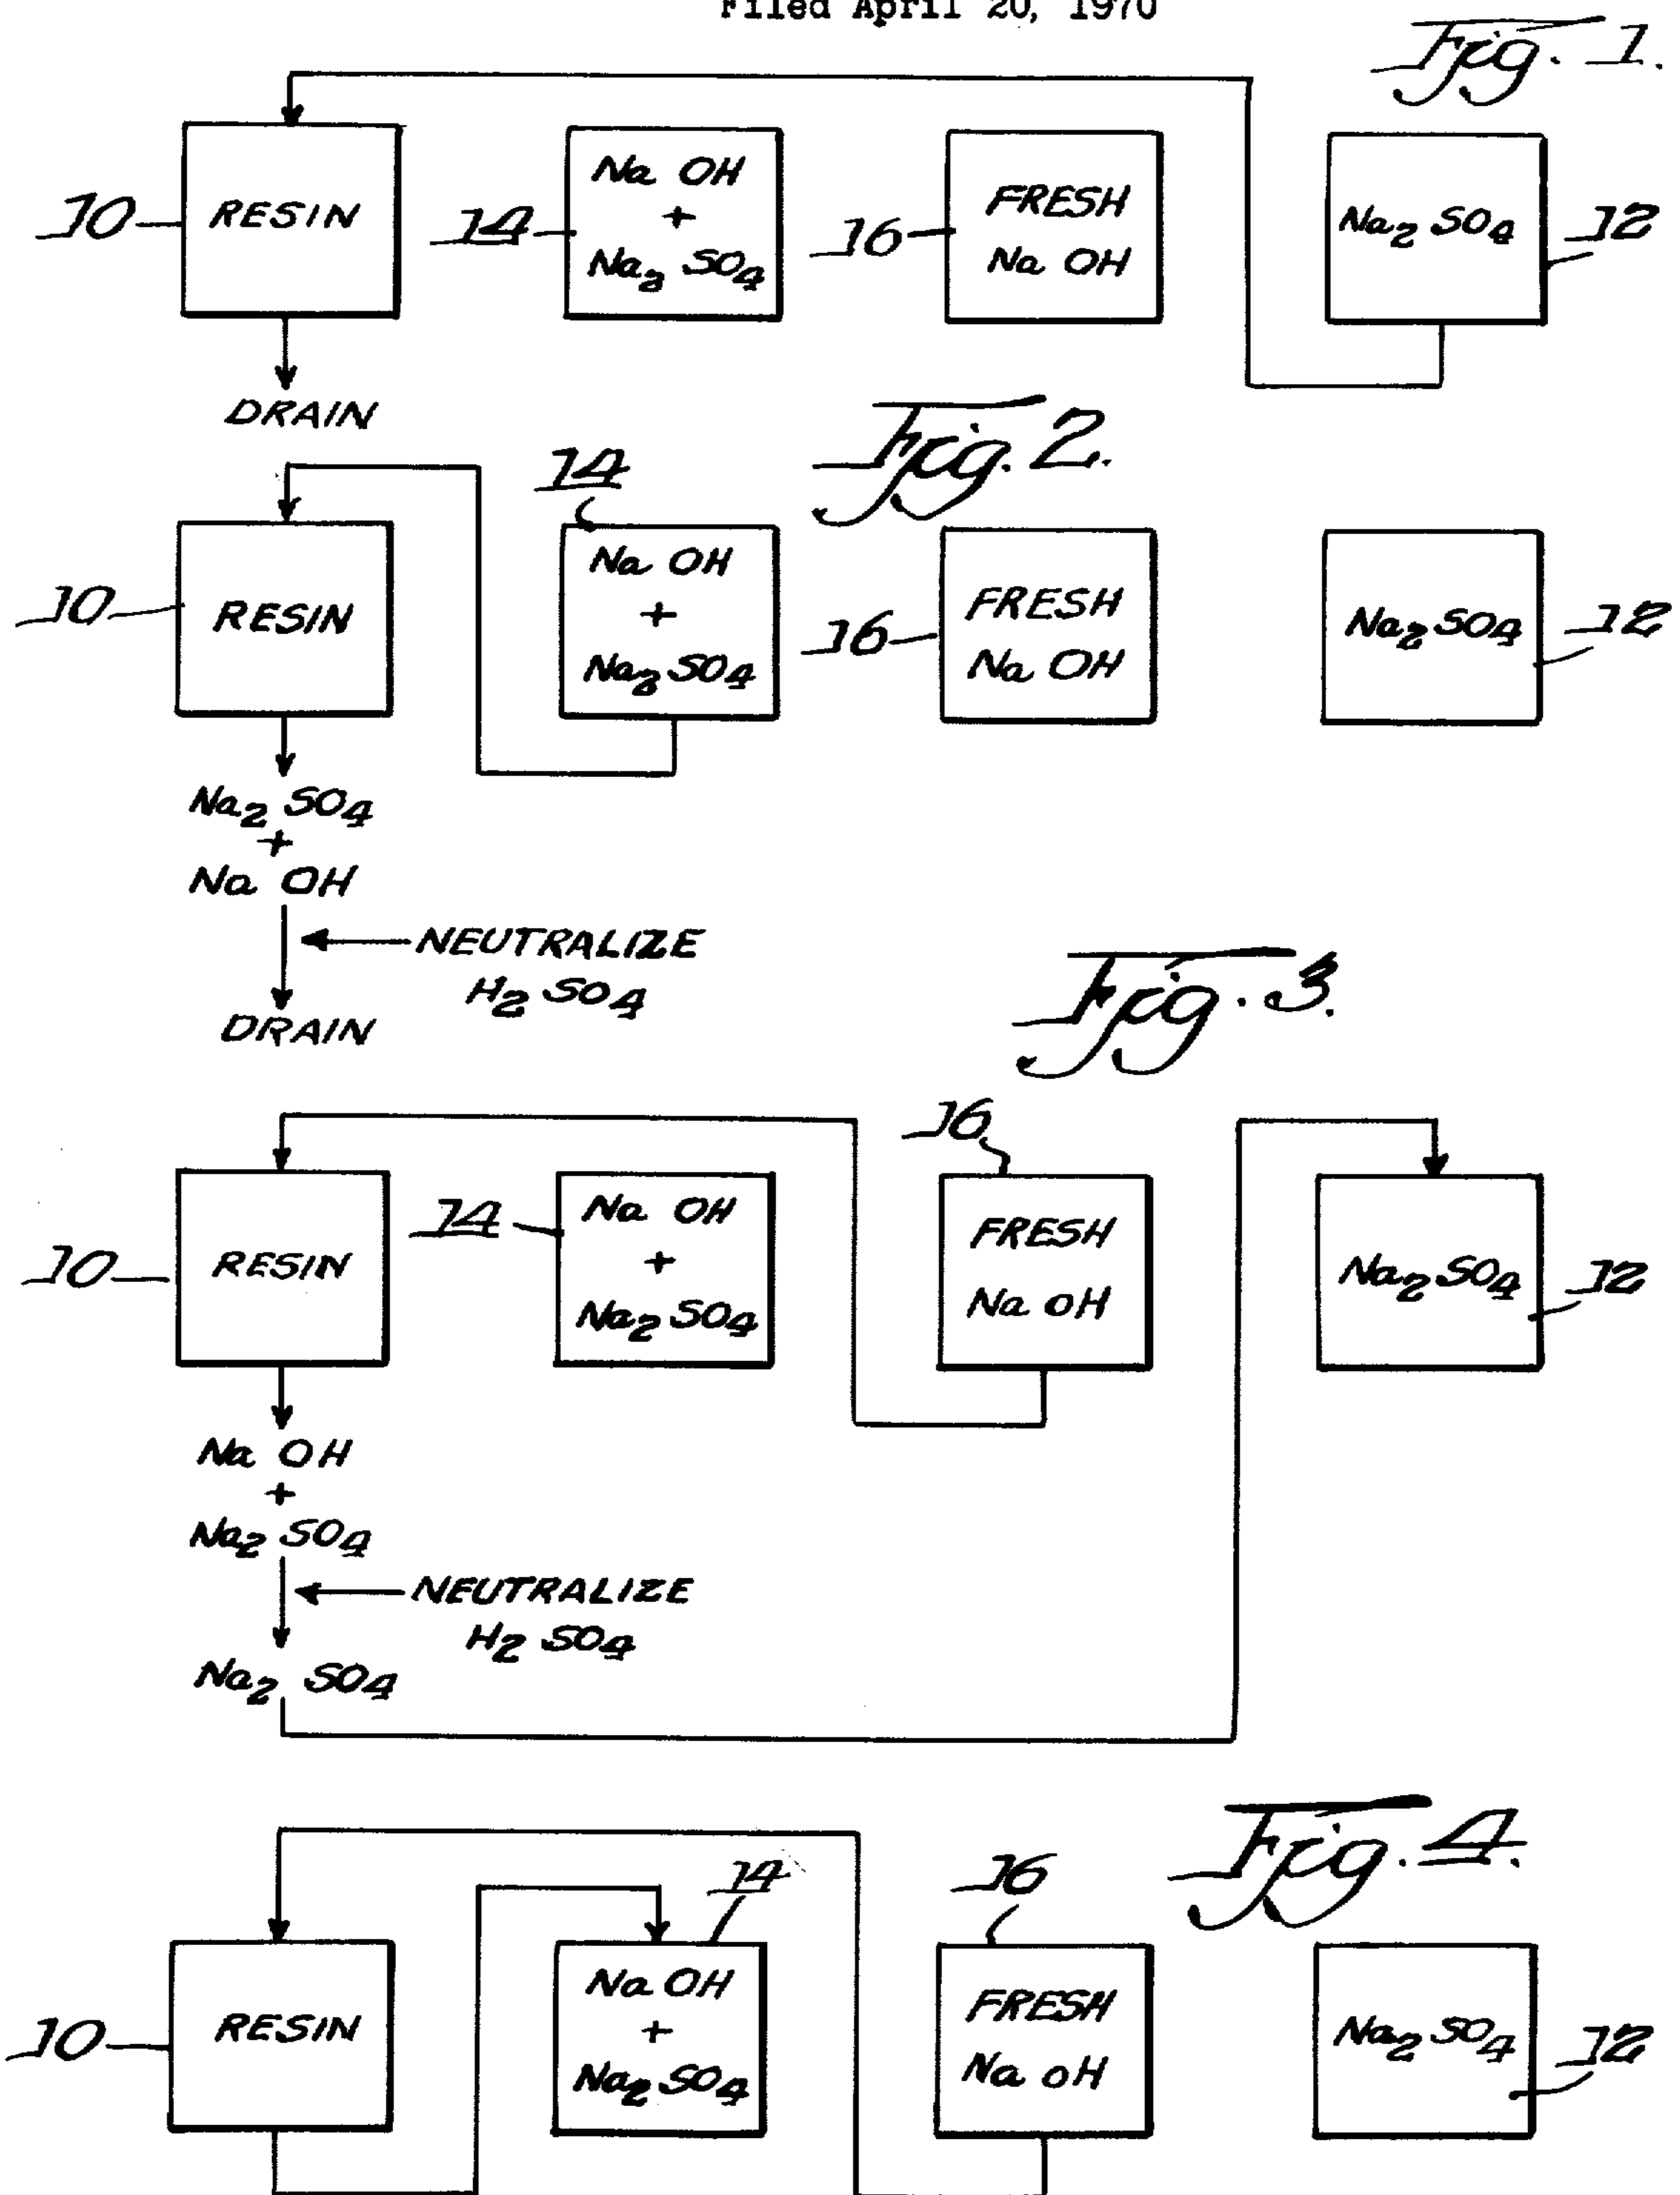 Filed April 20, 1970
Fig. 1.
10
RESIN
14
Na OH
+
Na2 SO4
16
FRESH
Na OH
Na2 SO4
12
DRAIN
Fig. 2.
14
10
RESIN
Na OH
+
Na2 SO4
16
FRESH
Na OH
Na2 SO4
12
Na2 SO4
+
Na OH
NEUTRALIZE
H2 SO4
DRAIN
Fig. 3.
16
10
RESIN
14
Na OH
+
Na2 SO4
FRESH
Na OH
Na2 SO4
12
Na OH
+
Na2 SO4
NEUTRALIZE
H2 SO4
Na2 SO4
Fig. 4.
14
16
10
RESIN
Na OH
+
Na2 SO4
FRESH
Na OH
Na2 SO4
12